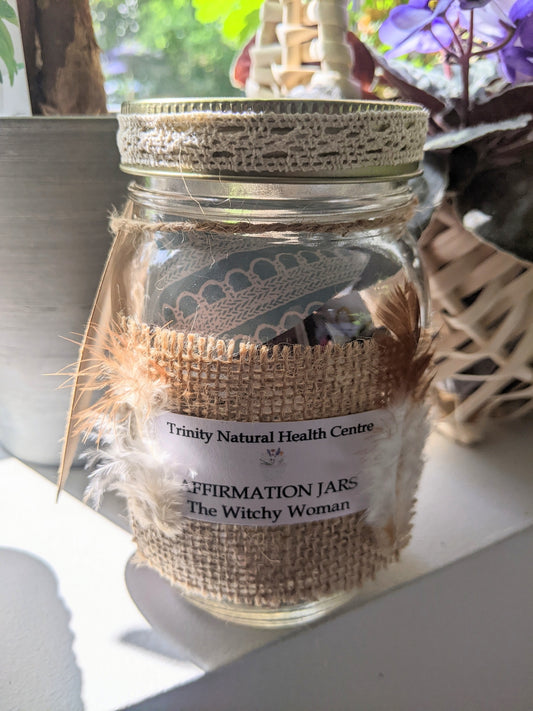 Trinity Natural Health Centre
AFFIRMATION JARS
The Witchy Woman